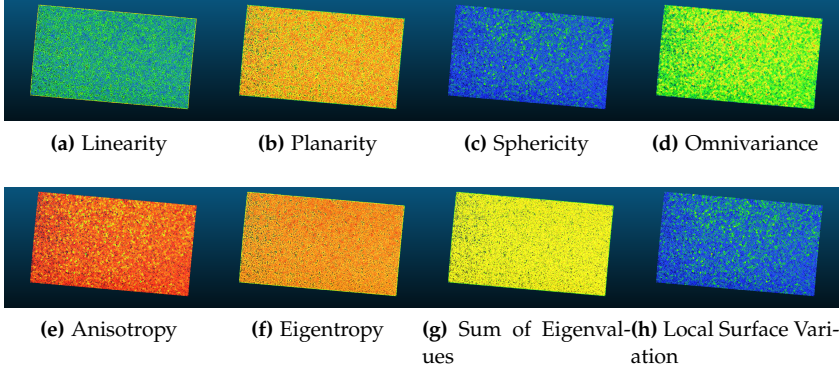 (a) Linearity
(b) Planarity
(c) Sphericity
(d) Omnivariance
(e) Anisotropy
(f) Eigentropy
(g) Sum of Eigenval-
ues
(h) Local Surface Vari-
ation